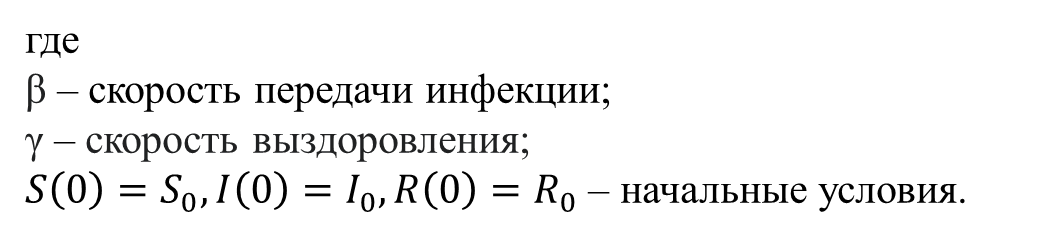 где
β – скорость передачи инфекции;
γ – скорость выздоровления;
S(0) = S₀, I(0) = I₀, R(0) = R₀ – начальные условия.